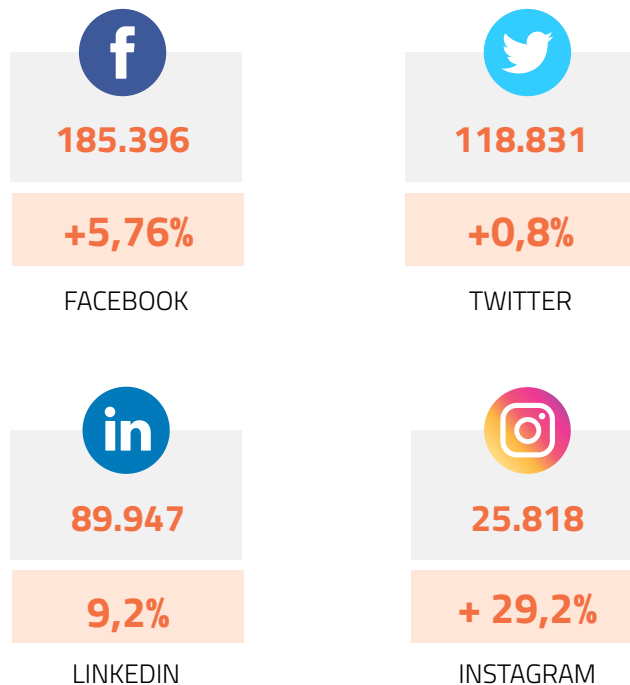 185.396
+5,76%
FACEBOOK
118.831
+0,8%
TWITTER
89.947
9,2%
LINKEDIN
25.818
+ 29,2%
INSTAGRAM